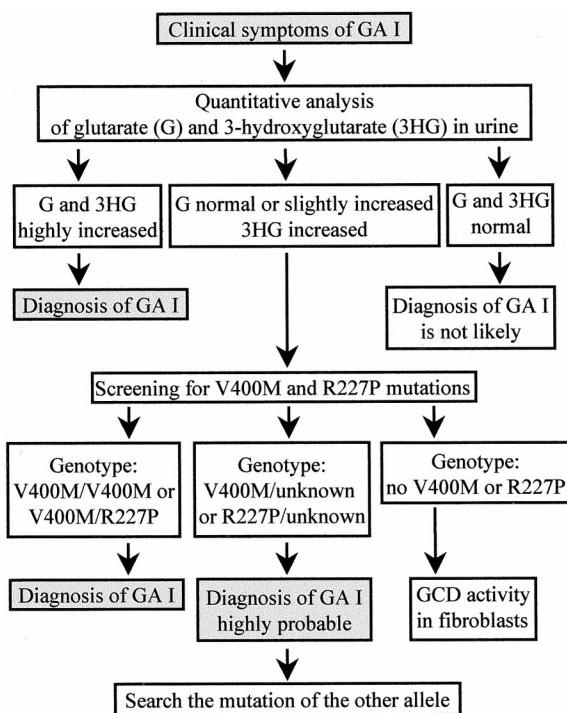 Clinical symptoms of GA I
Quantitative analysis
of glutarate (G) and 3-hydroxyglutarate (3HG) in urine
G and 3HG
highly increased
G normal or slightly increased
3HG increased
G and 3HG
normal
Diagnosis of GA I
Diagnosis of GA I
is not likely
Screening for V400M and R227P mutations
Genotype:
V400M/V400M or
V400M/R227P
Genotype:
V400M/unknown
or R227P/unknown
Genotype:
no V400M or R227P
Diagnosis of GA I
Diagnosis of GA I
highly probable
GCD activity
in fibroblasts
Search the mutation of the other allele